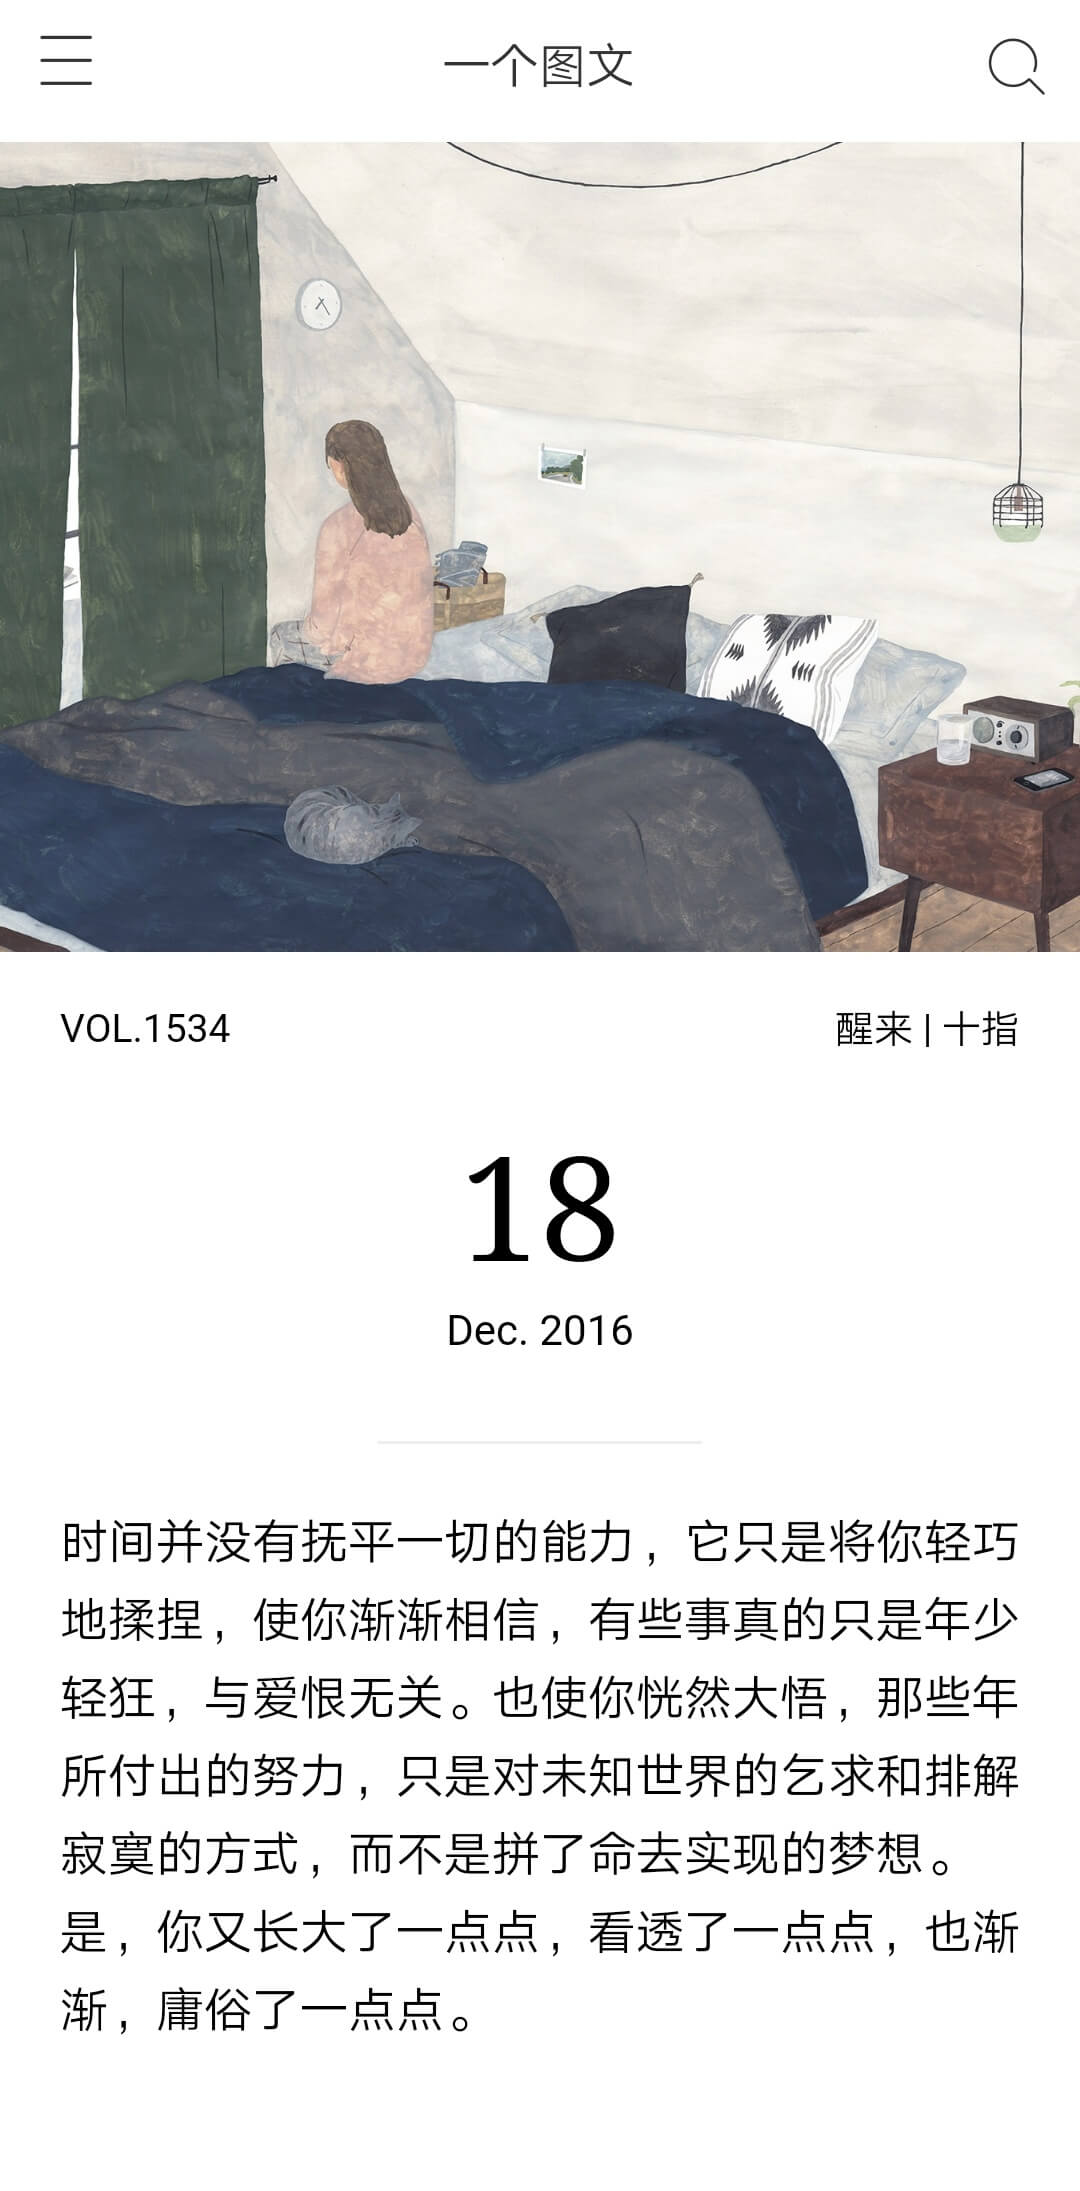 一个图文
VOL.1534
醒来 | 十指
18
Dec. 2016
时间并没有抚平一切的能力，它只是将你轻巧
地揉捏，使你渐渐相信，有些事真的只是年少
轻狂，与爱恨无关。也使你恍然大悟，那些年
所付出的努力，只是对未知世界的乞求和排解
寂寞的方式，而不是拼了命去实现的梦想。
是，你又长大了一点点，看透了一点点，也渐
渐，庸俗了一点点。